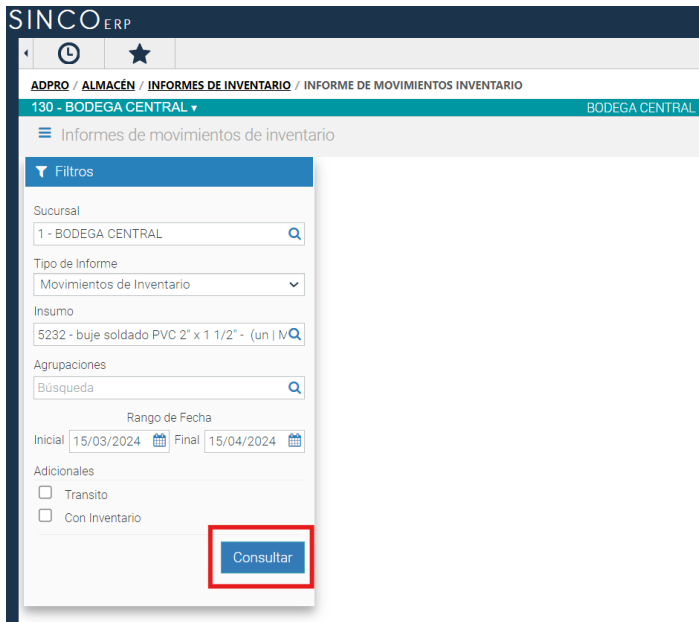 SINCO ERP
ADPRO / ALMACÉN / INFORMES DE INVENTARIO / INFORME DE MOVIMIENTOS INVENTARIO
130 - BODEGA CENTRAL ▾ BODEGA CENTRAL
Informes de movimientos de inventario
Filtros
Sucursal
1 - BODEGA CENTRAL
Tipo de Informe
Movimientos de Inventario
Insumo
5232 - buje soldado PVC 2" x 1 1/2" - (un | M
Agrupaciones
Búsqueda
Rango de Fecha
Inicial 15/03/2024 Final 15/04/2024
Adicionales
Transito
Con Inventario
Consultar